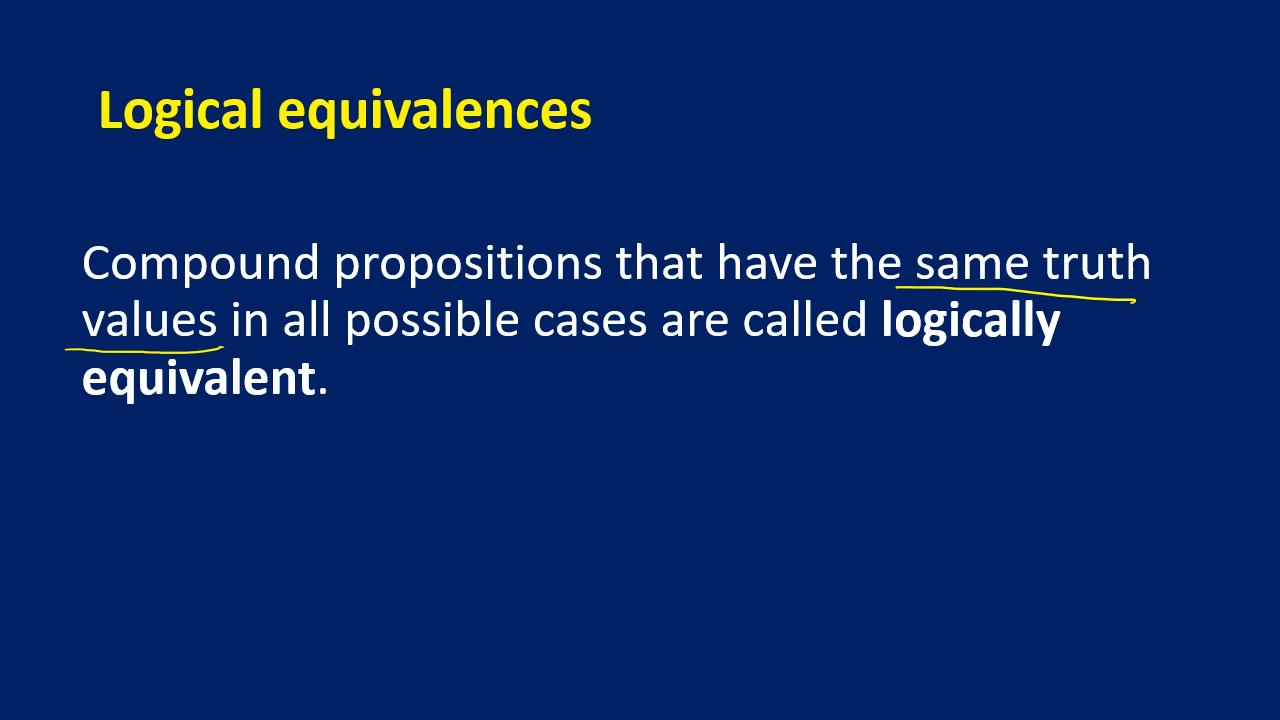 Logical equivalences
Compound propositions that have the same truth
values in all possible cases are called logically
equivalent.